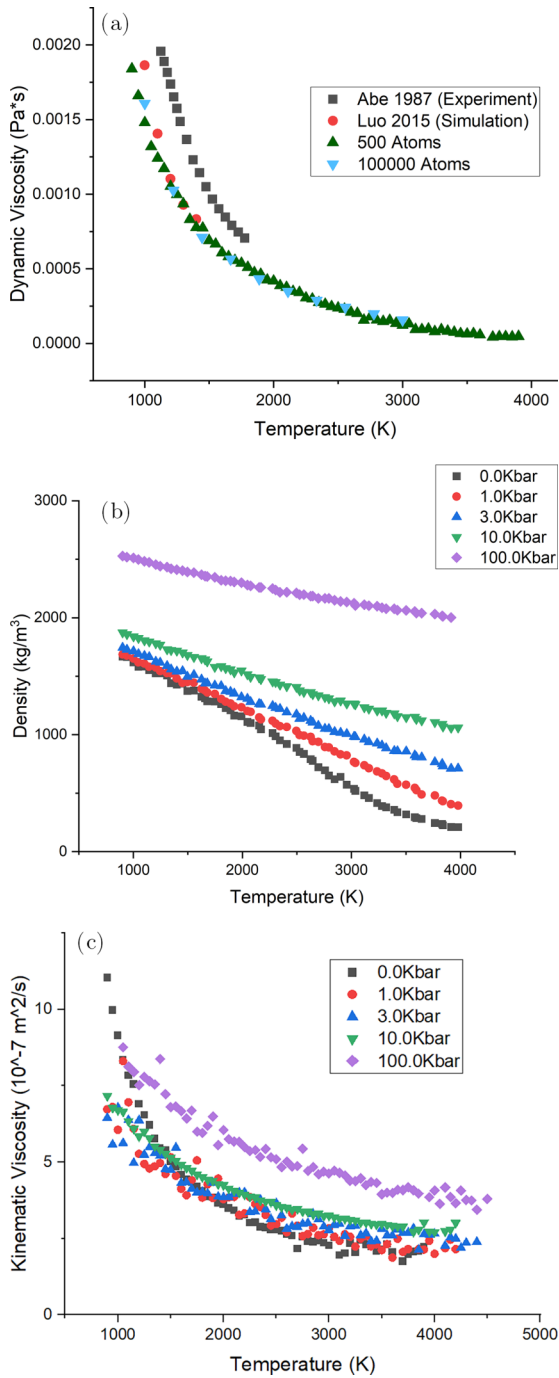 (a)
0.0020
0.0015
0.0010
0.0005
0.0000
Dynamic Viscosity (Pa*s)
Abe 1987 (Experiment)
Luo 2015 (Simulation)
500 Atoms
100000 Atoms
1000 2000 3000 4000
Temperature (K)
0.0Kbar
1.0Kbar
3.0Kbar
10.0Kbar
100.0Kbar
(b)
3000
2000
1000
0
Density (kg/m³)
1000 2000 3000 4000
Temperature (K)
(c)
10
5
0
Kinematic Viscosity (10^-7 m^2/s)
0.0Kbar
1.0Kbar
3.0Kbar
10.0Kbar
100.0Kbar
1000 2000 3000 4000 5000
Temperature (K)